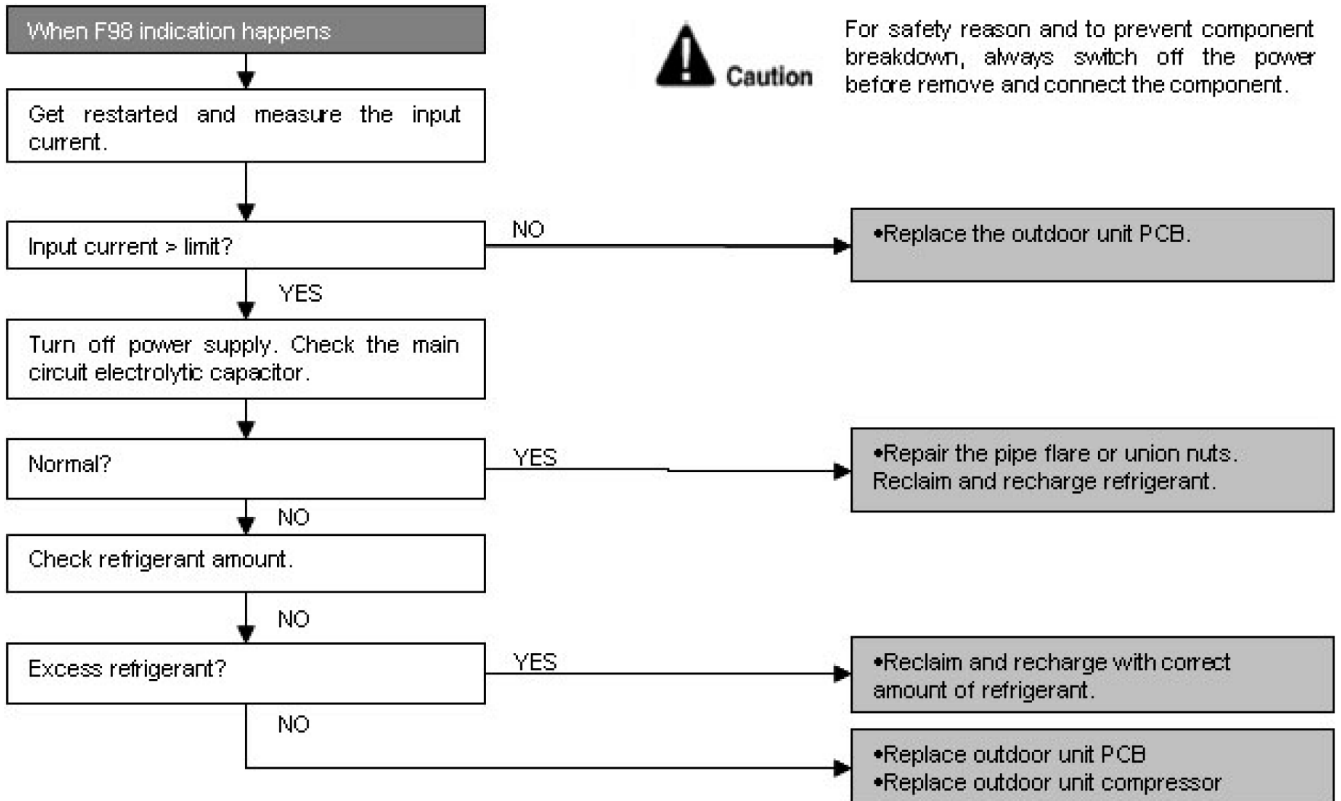 When F98 indication happens
Caution
For safety reason and to prevent component
breakdown, always switch off the power
before remove and connect the component.
Get restarted and measure the input
current.
Input current > limit?
NO
•Replace the outdoor unit PCB.
YES
Turn off power supply. Check the main
circuit electrolytic capacitor.
Normal?
YES
•Repair the pipe flare or union nuts.
Reclaim and recharge refrigerant.
NO
Check refrigerant amount.
NO
Excess refrigerant?
YES
•Reclaim and recharge with correct
amount of refrigerant.
NO
•Replace outdoor unit PCB
•Replace outdoor unit compressor